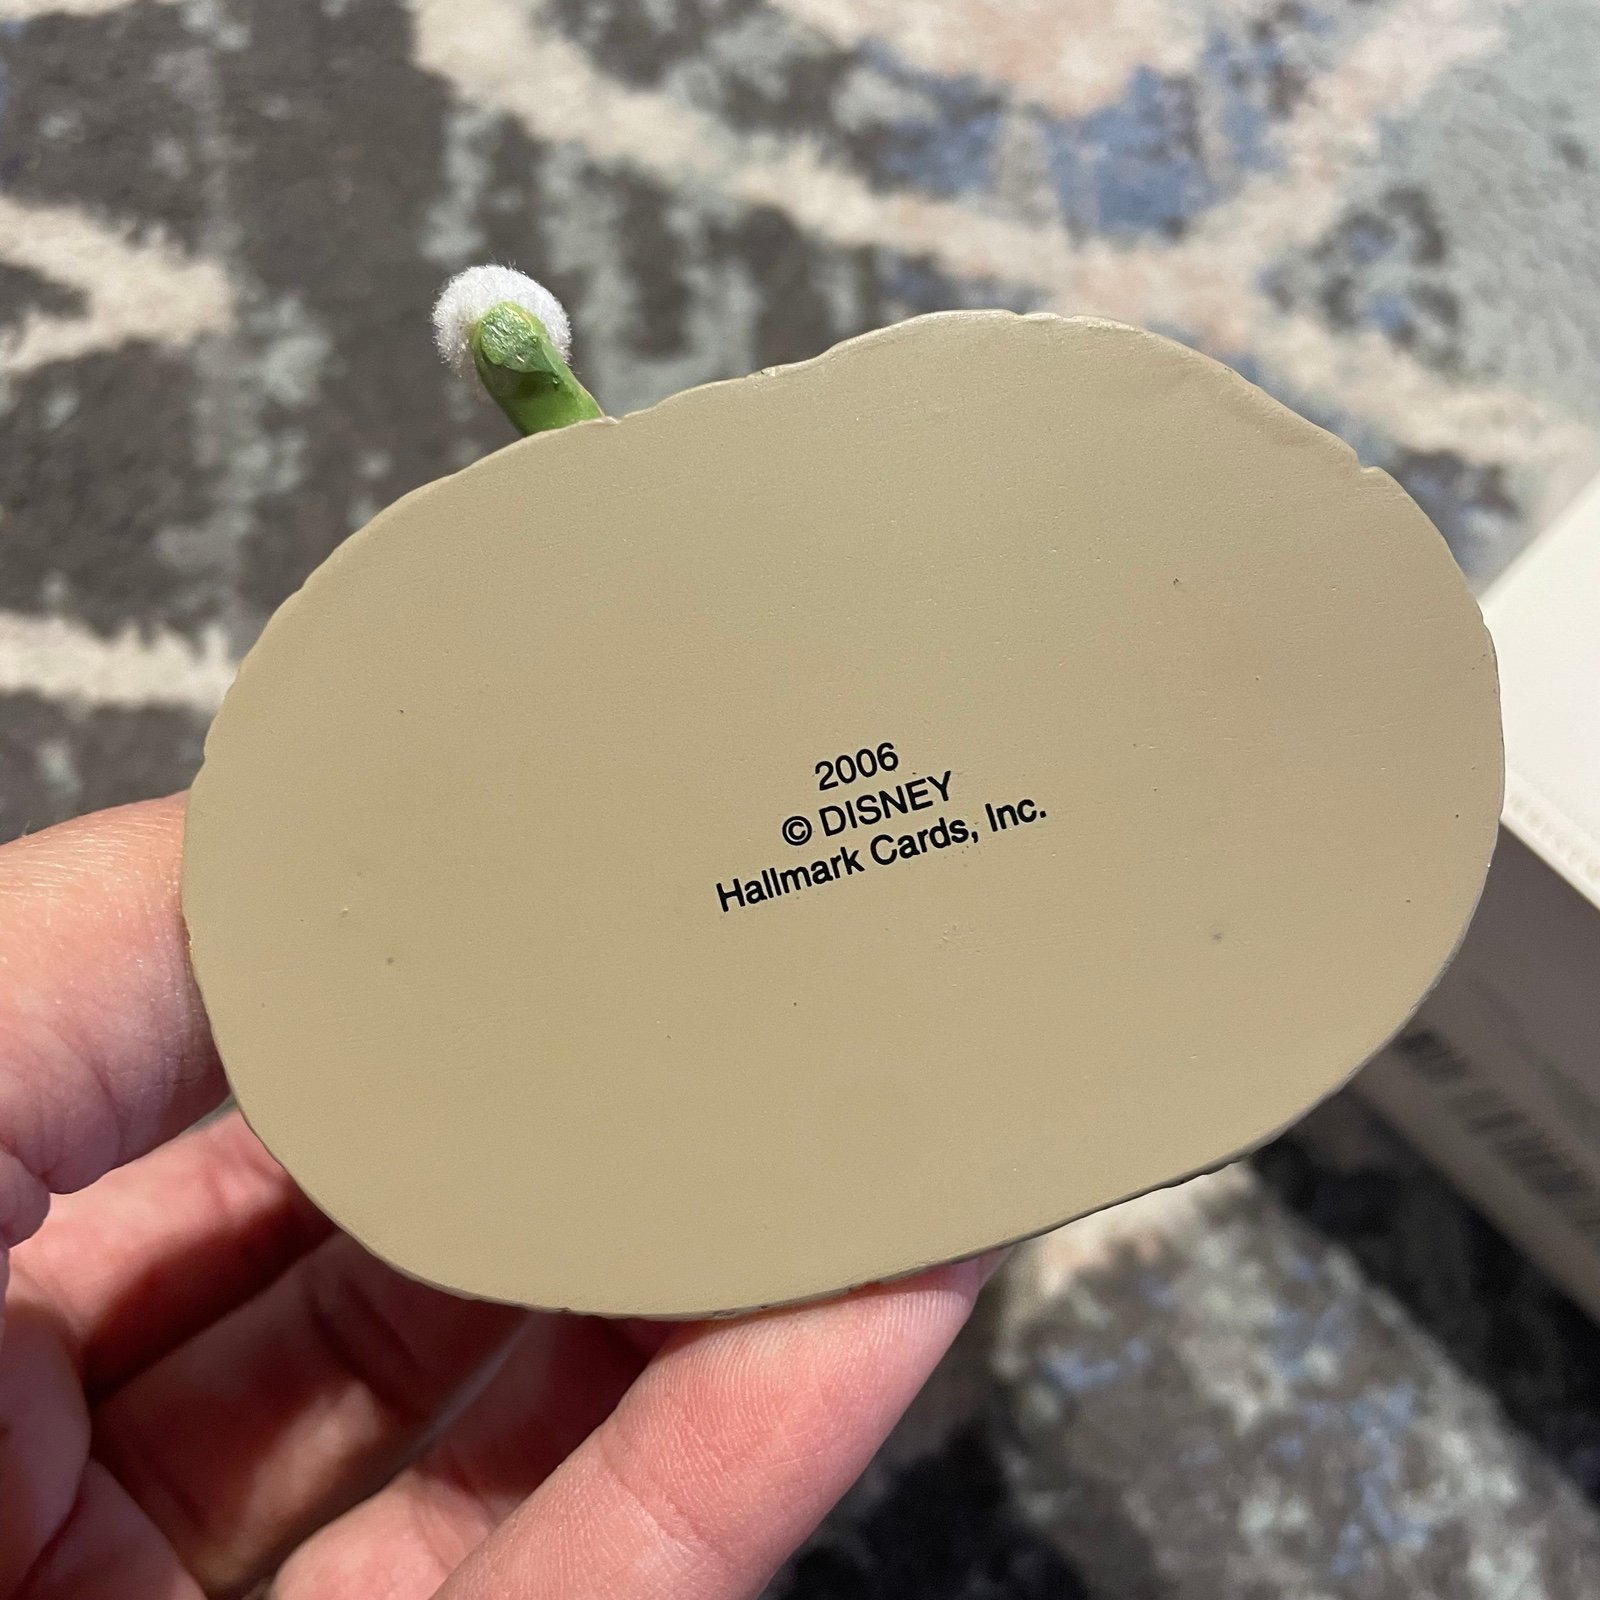 2006
© DISNEY
Hallmark Cards, Inc.